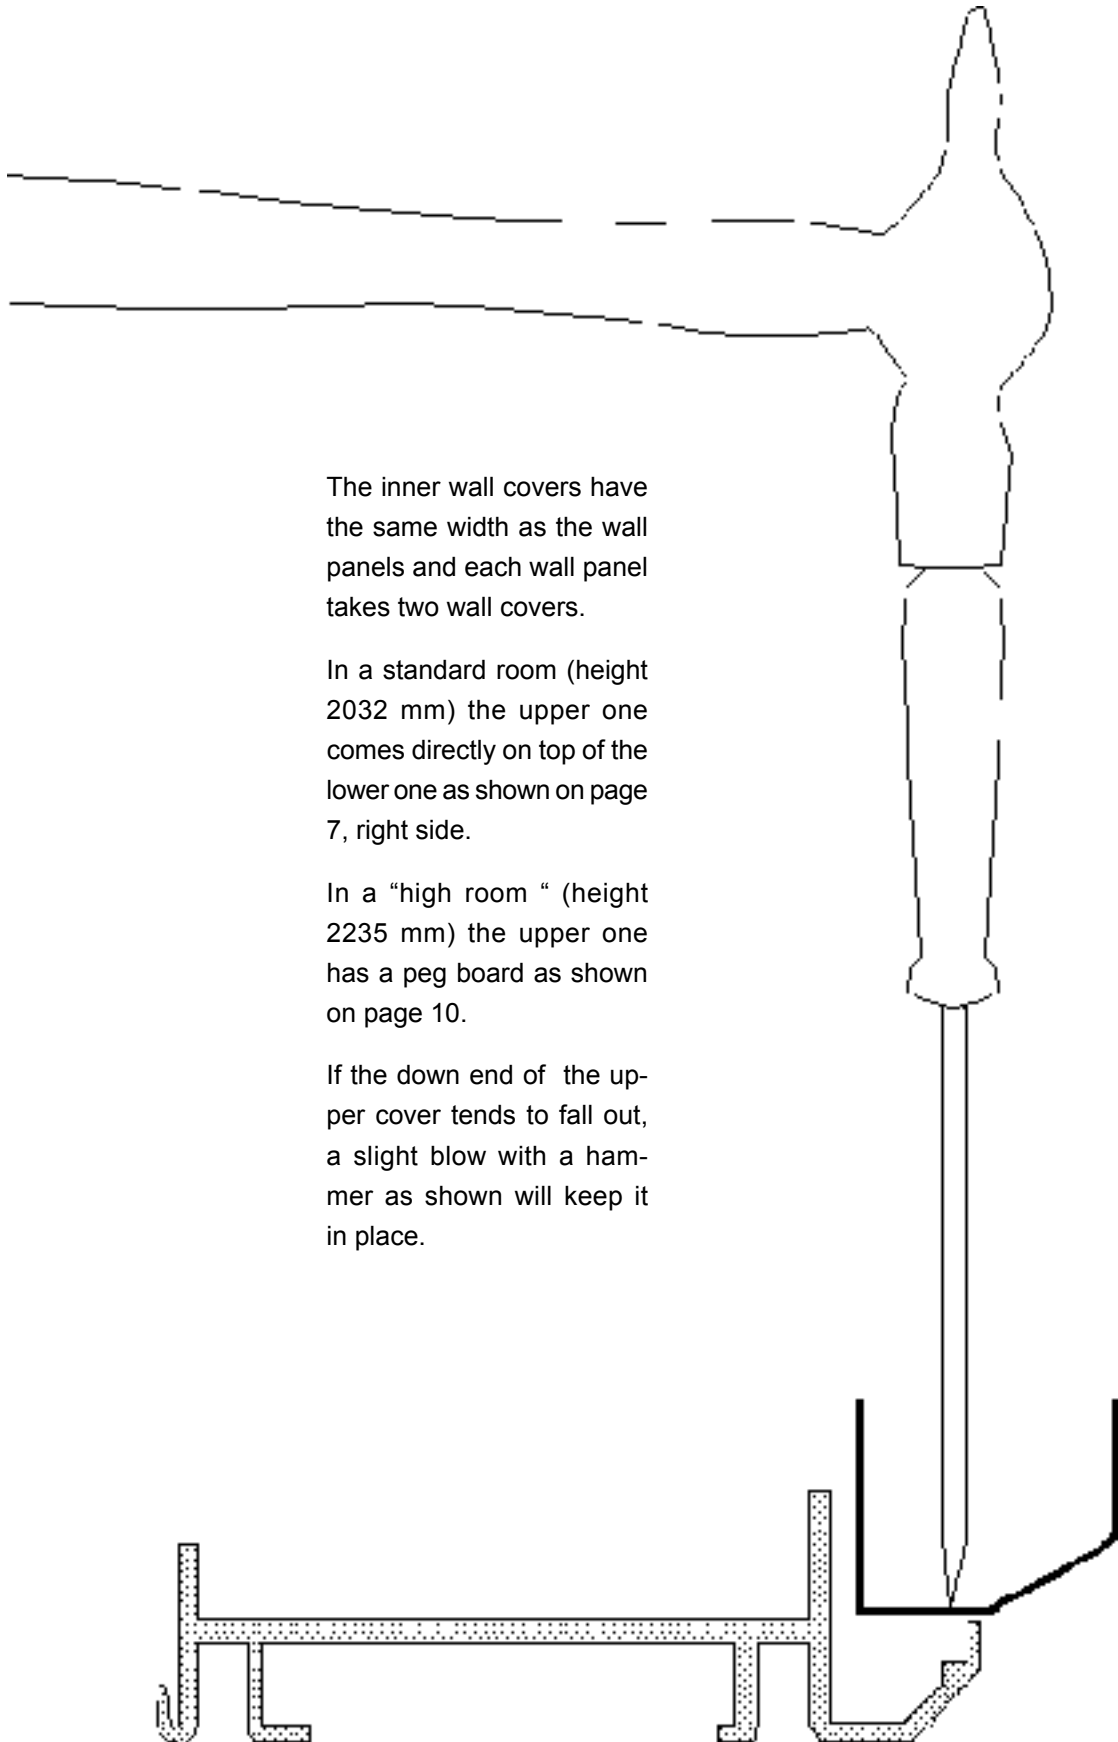 The inner wall covers have
the same width as the wall
panels and each wall panel
takes two wall covers.
In a standard room (height
2032 mm) the upper one
comes directly on top of the
lower one as shown on page
7, right side.
In a “high room “ (height
2235 mm) the upper one
has a peg board as shown
on page 10.
If the down end of  the up-
per cover tends to fall out,
a slight blow with a ham-
mer as shown will keep it
in place.